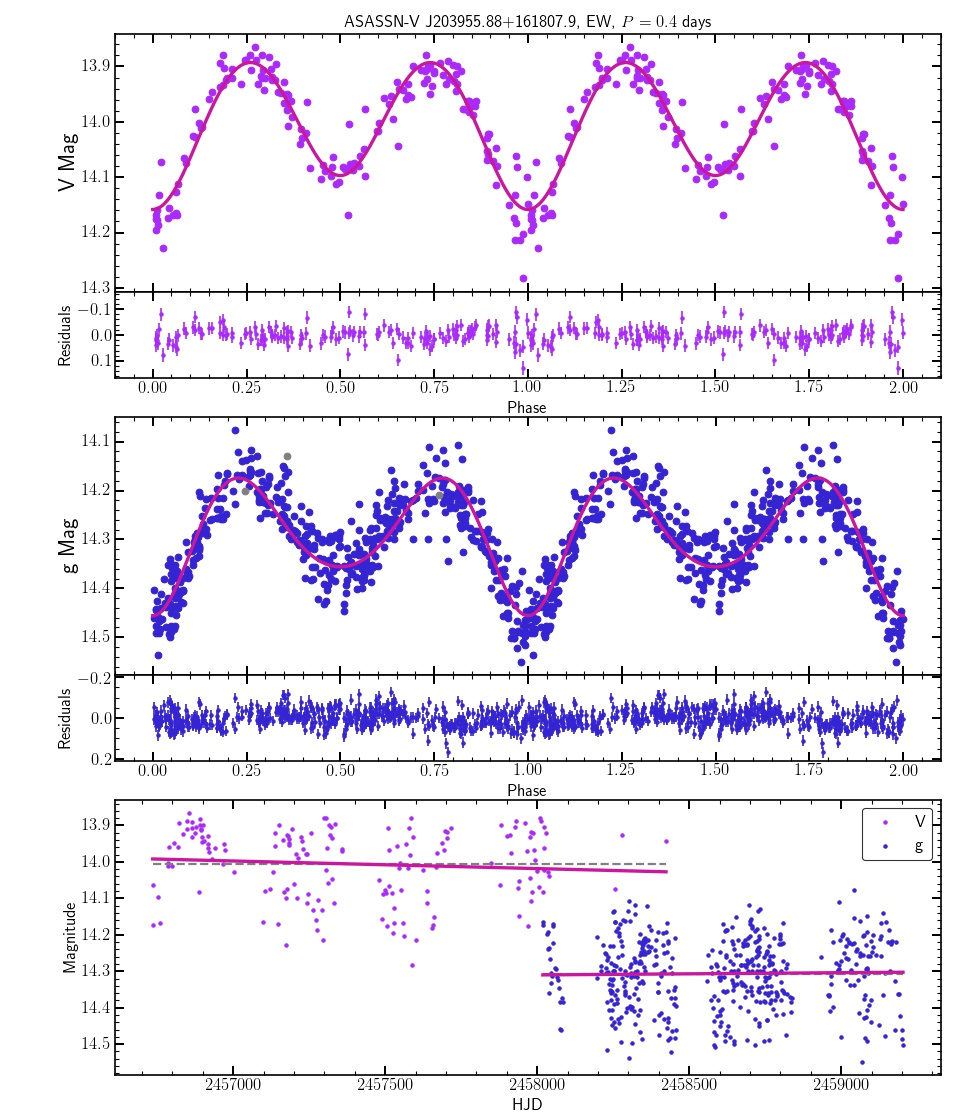 ASASSN-V J203955.88+161807.9, EW, P = 0.4 days
V Mag
13.9
14.0
14.1
14.2
14.3
Residuals
−0.1
0.0
0.1
0.00 0.25 0.50 0.75 1.00 1.25 1.50 1.75 2.00
Phase
g Mag
14.1
14.2
14.3
14.4
14.5
Residuals
−0.2
0.0
0.2
0.00 0.25 0.50 0.75 1.00 1.25 1.50 1.75 2.00
Phase
Magnitude
13.9
14.0
14.1
14.2
14.3
14.4
14.5
V
g
2457000 2457500 2458000 2458500 2459000
HJD